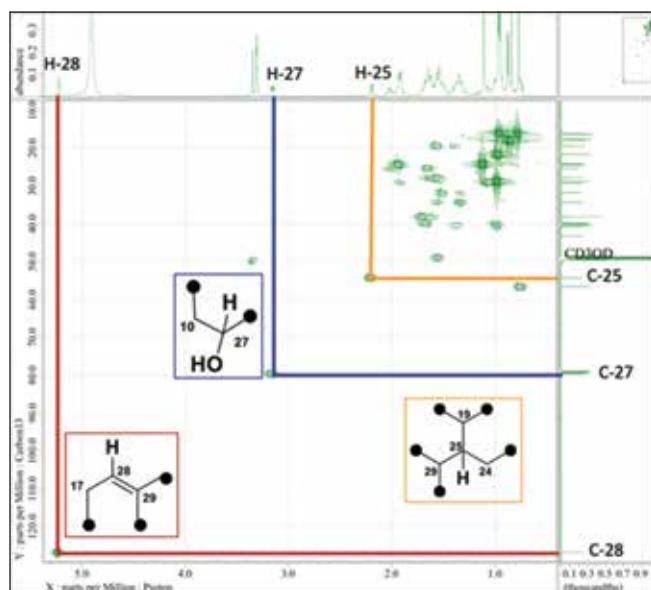 abundance
0.1 0.2 0.3
H-28
H-27
H-25
10.0
20.0
30.0
40.0
50.0
60.0
70.0
80.0
90.0
100.0
110.0
120.0
Y : parts per Million : Carbon13
CD3OD
C-25
C-27
C-28
H
10
27
HO
19
25
29
H
24
H
28
17
29
5.0 4.0 3.0 2.0 1.0
X : parts per Million : Proton
0.1 0.3 0.5 0.7 0.9
(thousandths)